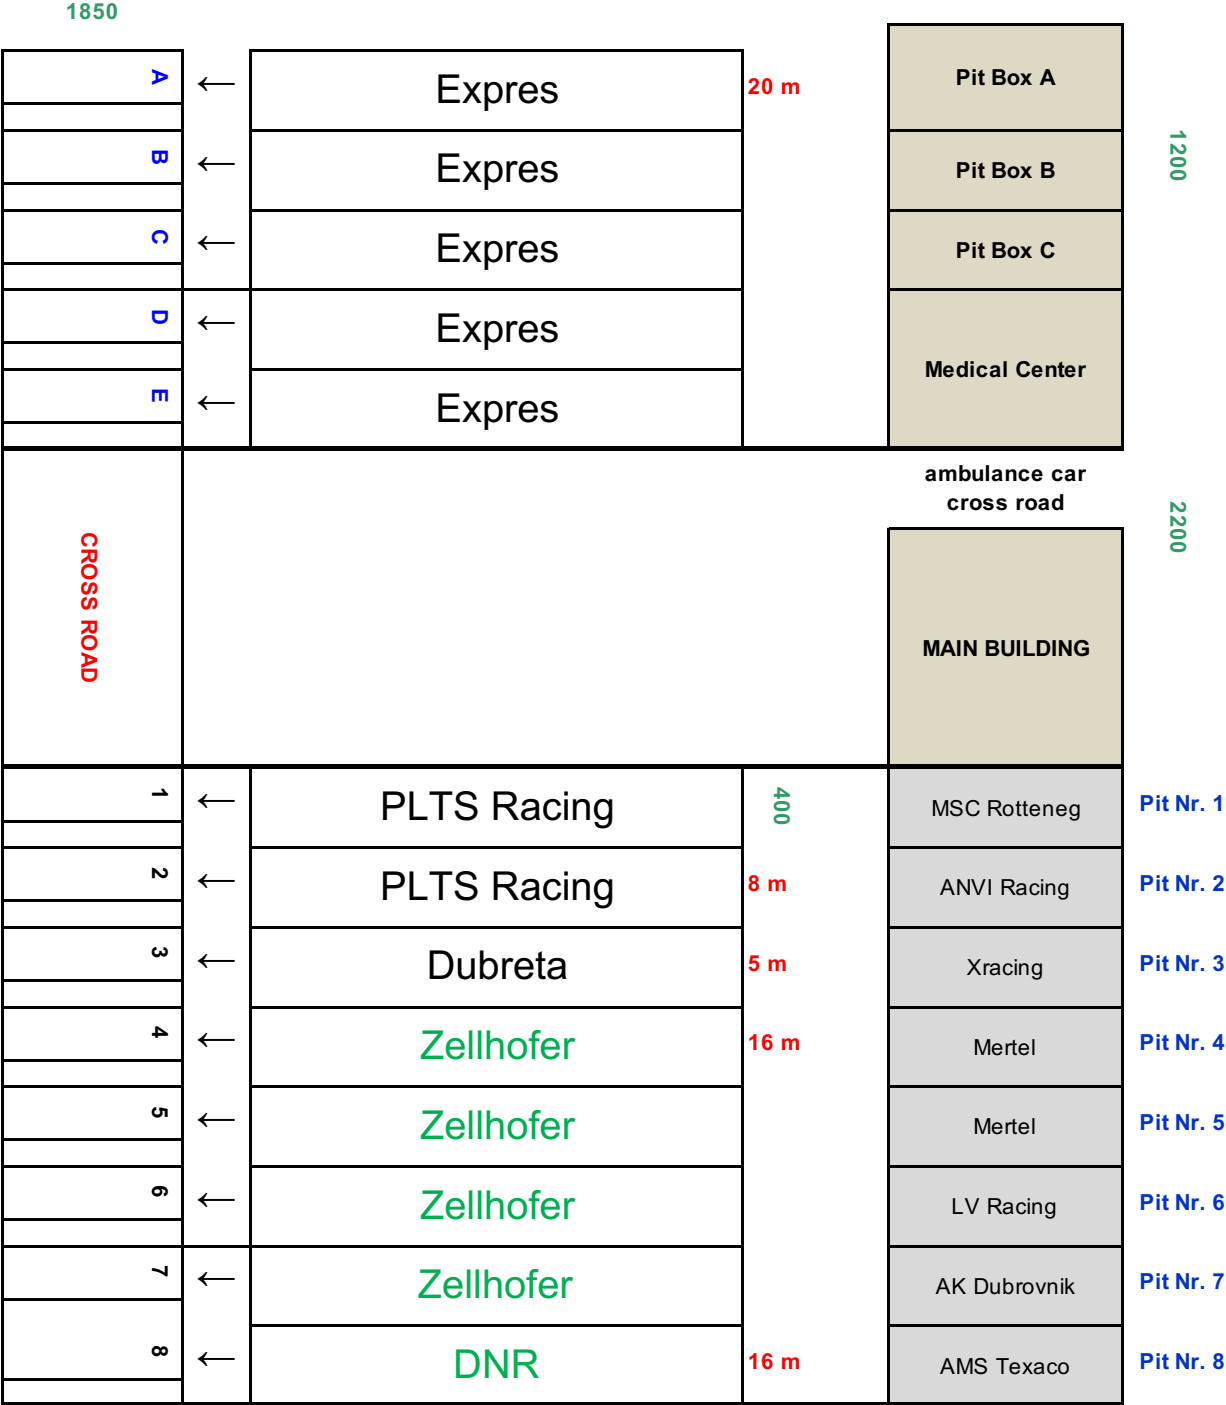 1850
A ← Expres 20 m Pit Box A
1200
B ← Expres Pit Box B
C ← Expres Pit Box C
D ← Expres
Medical Center
E ← Expres
ambulance car
cross road
2200
CROSS ROAD
MAIN BUILDING
1 ← PLTS Racing 400 MSC Rotteneg Pit Nr. 1
2 ← PLTS Racing 8 m ANVI Racing Pit Nr. 2
3 ← Dubreta 5 m Xracing Pit Nr. 3
4 ← Zellhofer 16 m Mertel Pit Nr. 4
5 ← Zellhofer Mertel Pit Nr. 5
6 ← Zellhofer LV Racing Pit Nr. 6
7 ← Zellhofer AK Dubrovnik Pit Nr. 7
8 ← DNR 16 m AMS Texaco Pit Nr. 8